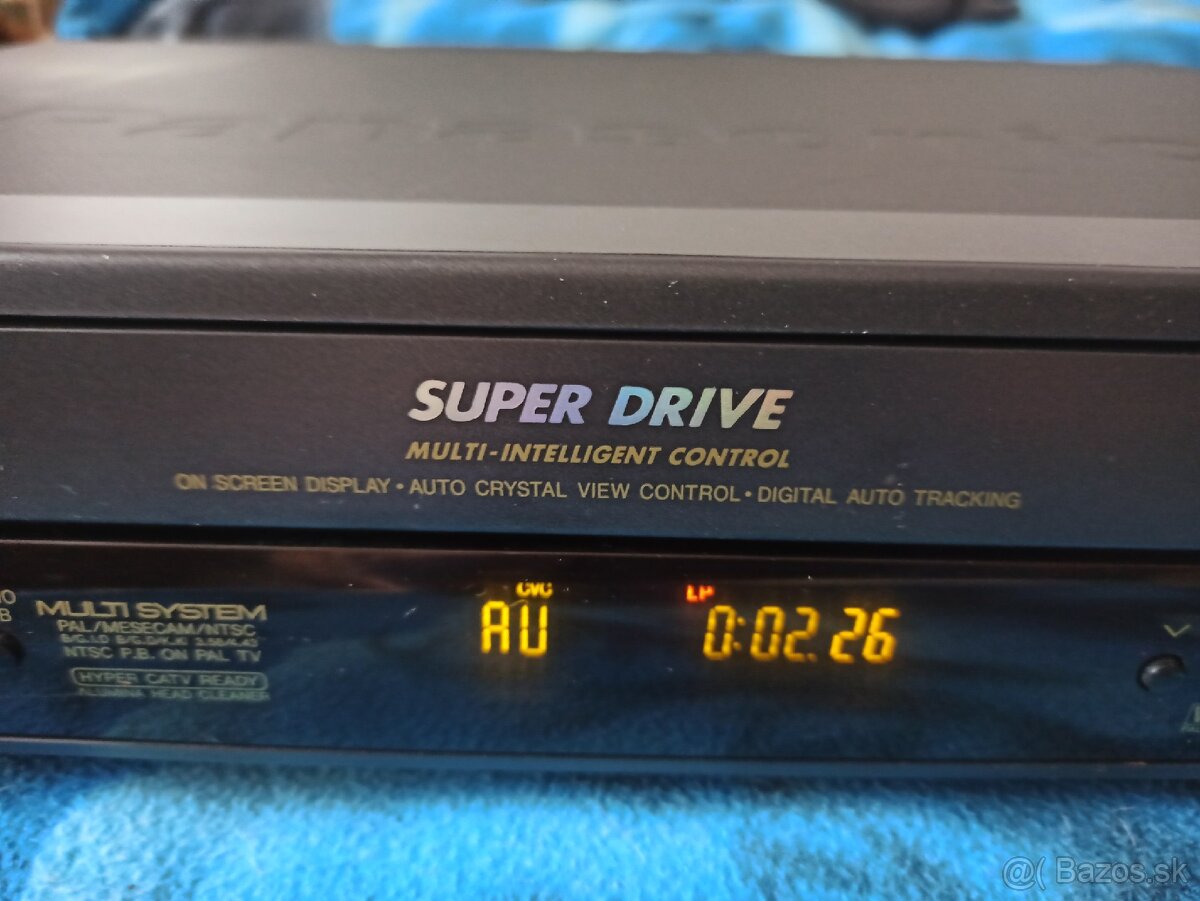 SUPER DRIVE
MULTI-INTELLIGENT CONTROL
ON SCREEN DISPLAY • AUTO CRYSTAL VIEW CONTROL • DIGITAL AUTO TRACKING
CVC
LP
AU
0:02.26
MULTI SYSTEM
PAL/MESECAM/NTSC
NTSC P.B. ON PAL TV
HYPER CATV READY
ALUMINA HEAD CLEANER
@( Bazos.sk